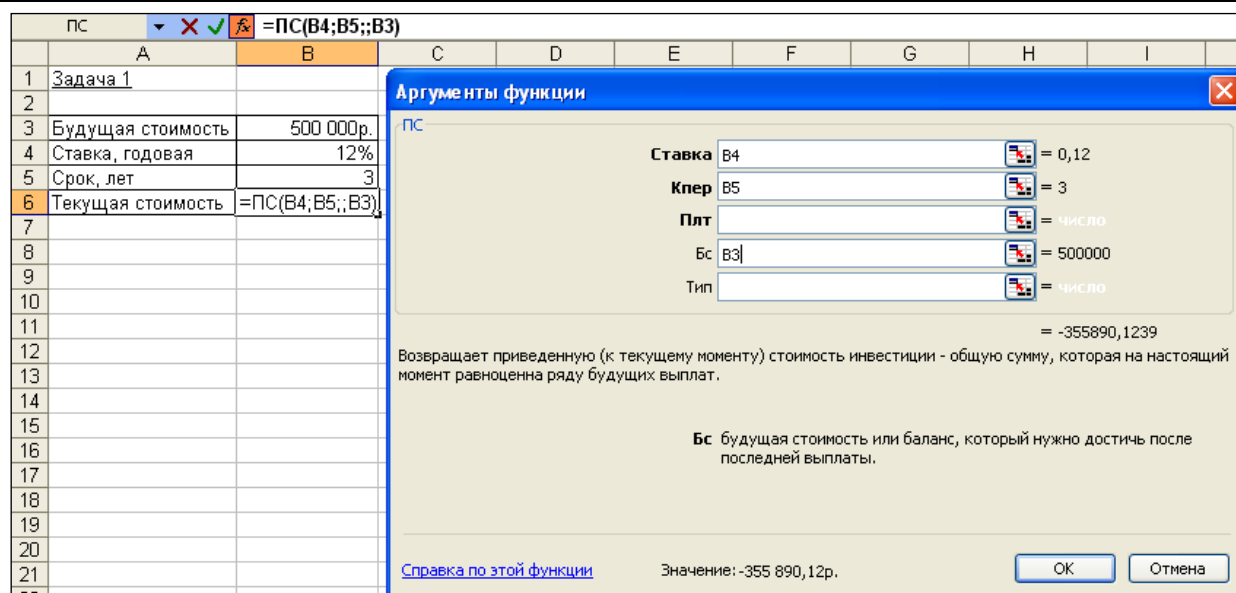 ПС =ПС(B4;B5;;B3)
A B C D E F G H I
1 Задача 1
2
3 Будущая стоимость 500 000р.
4 Ставка, годовая 12%
5 Срок, лет 3
6 Текущая стоимость =ПС(B4;B5;;B3)
7
8
9
10
11
12
13
14
15
16
17
18
19
20
21
Аргументы функции
ПС
Ставка B4 = 0,12
Кпер B5 = 3
Плт = число
Бс B3 = 500000
Тип = число
= -355890,1239
Возвращает приведенную (к текущему моменту) стоимость инвестиции - общую сумму, которая на настоящий
момент равноценна ряду будущих выплат.
Бс будущая стоимость или баланс, который нужно достичь после
последней выплаты.
Справка по этой функции Значение:-355 890,12р. ОК Отмена